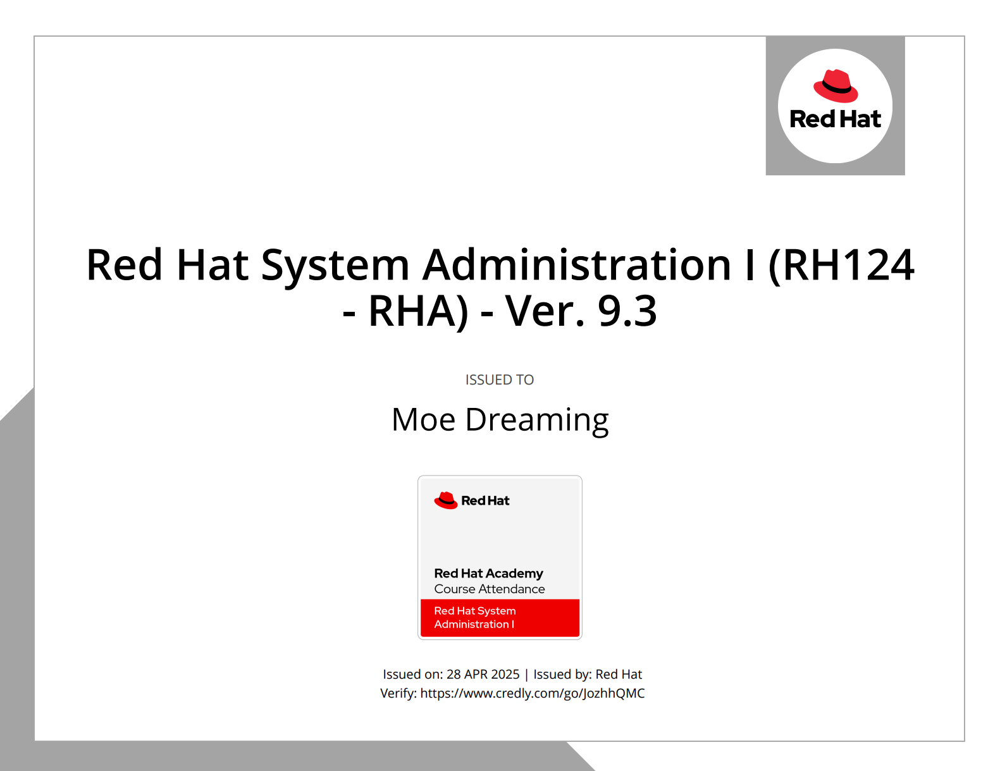 Red Hat
Red Hat System Administration I (RH124
- RHA) - Ver. 9.3
ISSUED TO
Moe Dreaming
Red Hat
Red Hat Academy
Course Attendance
Red Hat System
Administration I
Issued on: 28 APR 2025 | Issued by: Red Hat
Verify: https://www.credly.com/go/JozhhQMC